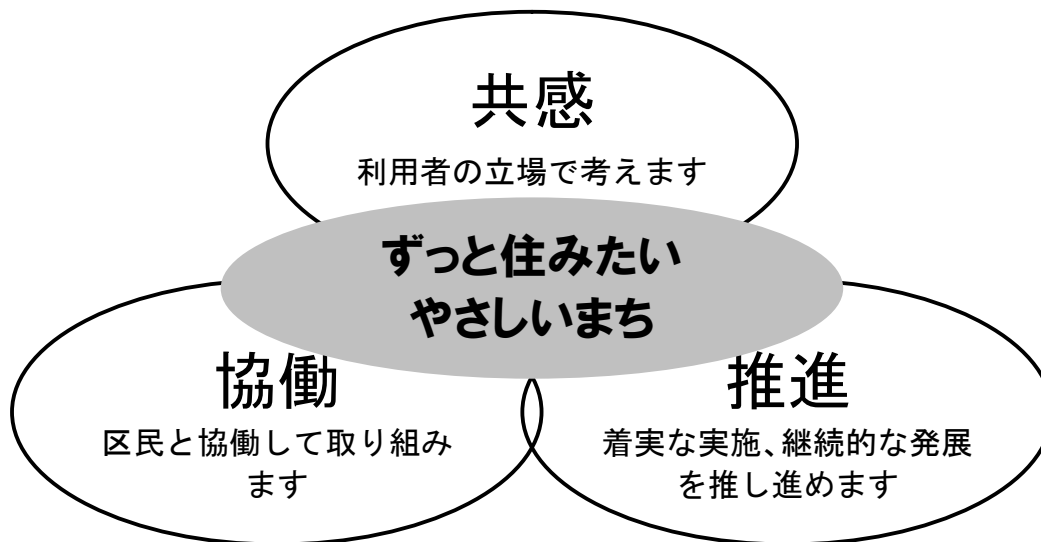 共感
利用者の立場で考えます
ずっと住みたい
やさしいまち
協働
区民と協働して取り組み
ます
推進
着実な実施、継続的な発展
を推し進めます